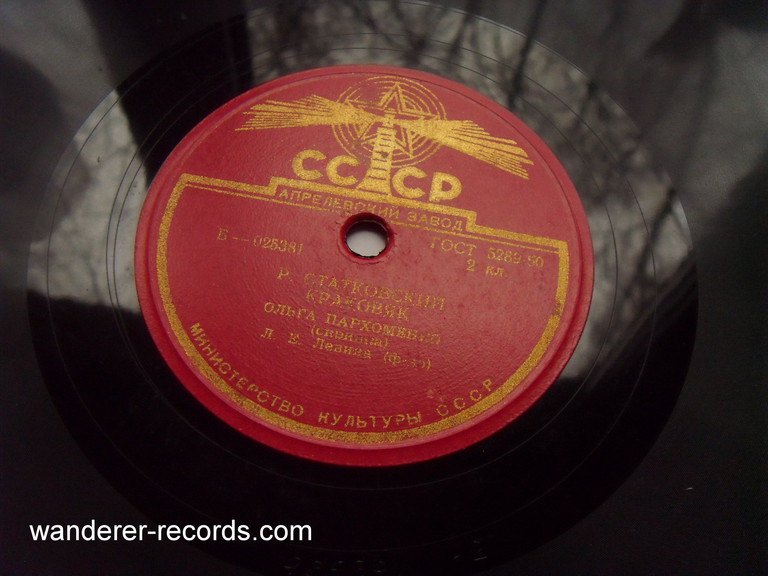 СССР
АПРЕЛЕВСКИЙ ЗАВОД
Б—025381
ГОСТ 5289-50
2 кл
Р. СТАТКОВСКИЙ
КРАКОВЯК
ОЛЬГА ПАРХОМЕНКО
(скрипка)
Л. Е. Левина (ф-но)
МИНИСТЕРСТВО КУЛЬТУРЫ СССР
wanderer-records.com